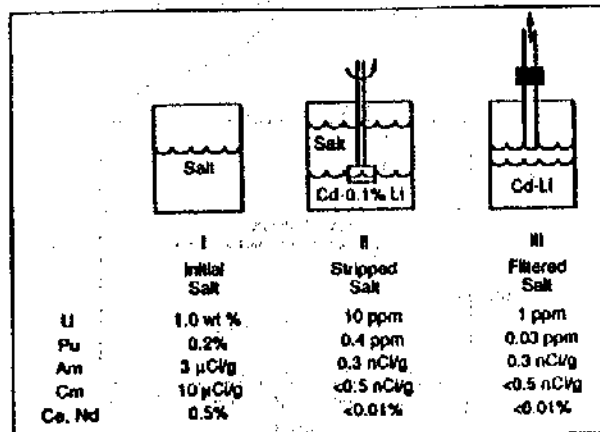 Salt
Salt
Cd-0.1% Li
Cd-Li
I II III
Initial Salt Stripped Salt Filtered Salt
U 1.0 wt % 10 ppm 1 ppm
Pu 0.2% 0.4 ppm 0.03 ppm
Am 3 µCi/g 0.3 nCi/g 0.3 nCi/g
Cm 10 µCi/g <0.5 nCi/g <0.5 nCi/g
Ce, Nd 0.5% <0.01% <0.01%